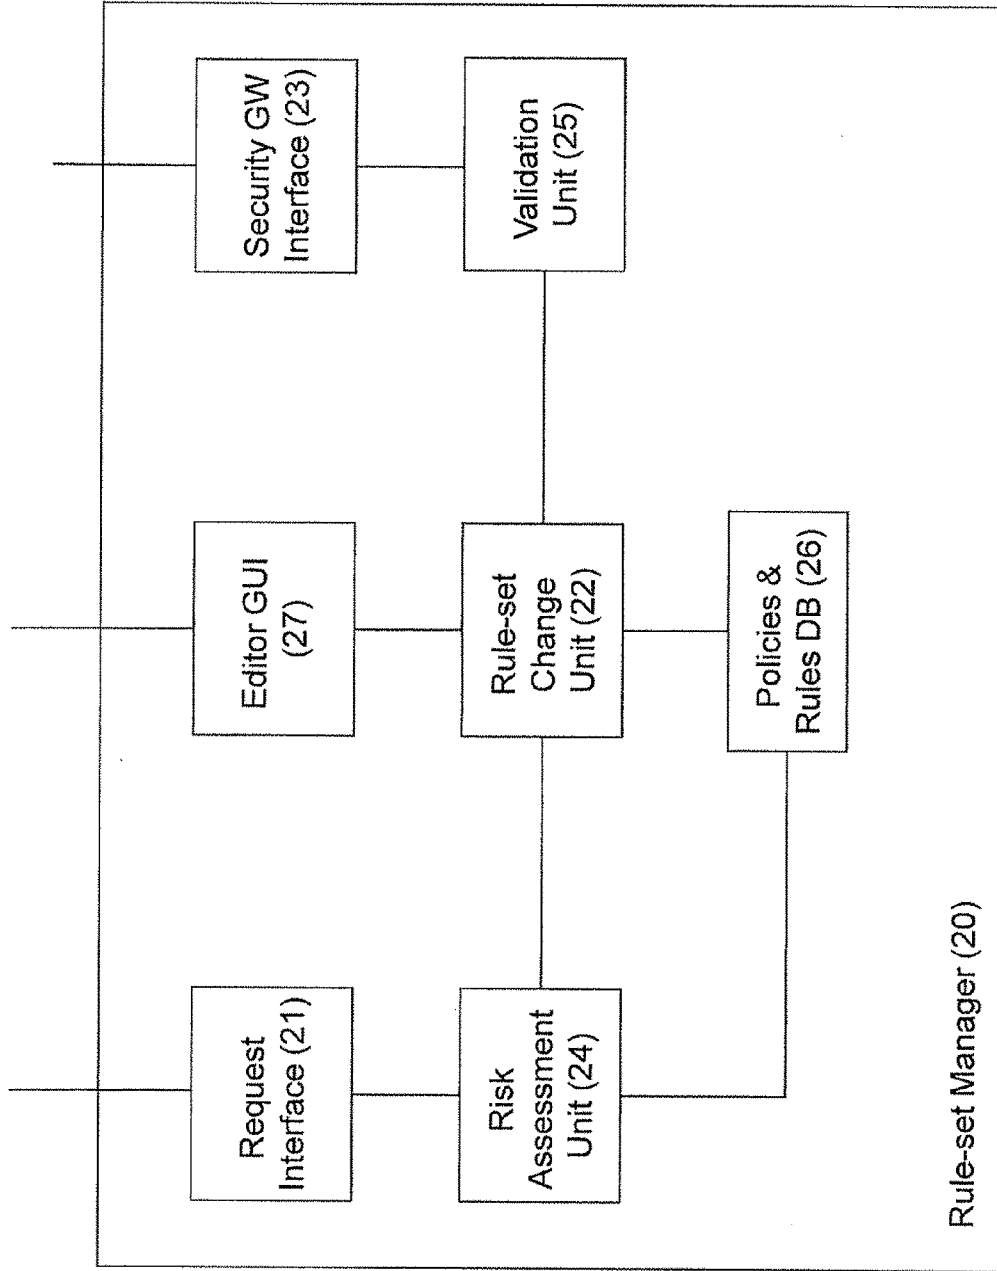 Request
Interface (21)
Editor GUI
(27)
Security GW
Interface (23)
Risk
Assessment
Unit (24)
Rule-set
Change
Unit (22)
Validation
Unit (25)
Policies &
Rules DB (26)
Rule-set Manager (20)